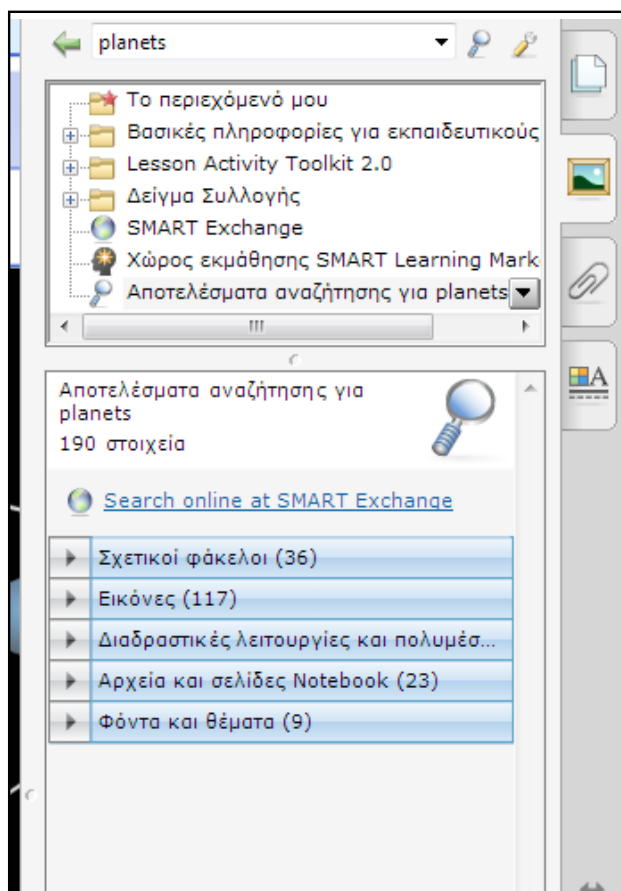 planets
Το περιεχόμενό μου
Βασικές πληροφορίες για εκπαιδευτικούς
Lesson Activity Toolkit 2.0
Δείγμα Συλλογής
SMART Exchange
Χώρος εκμάθησης SMART Learning Mark
Αποτελέσματα αναζήτησης για planets
Αποτελέσματα αναζήτησης για
planets
190 στοιχεία
Search online at SMART Exchange
Σχετικοί φάκελοι (36)
Εικόνες (117)
Διαδραστικές λειτουργίες και πολυμέσ...
Αρχεία και σελίδες Notebook (23)
Φόντα και θέματα (9)